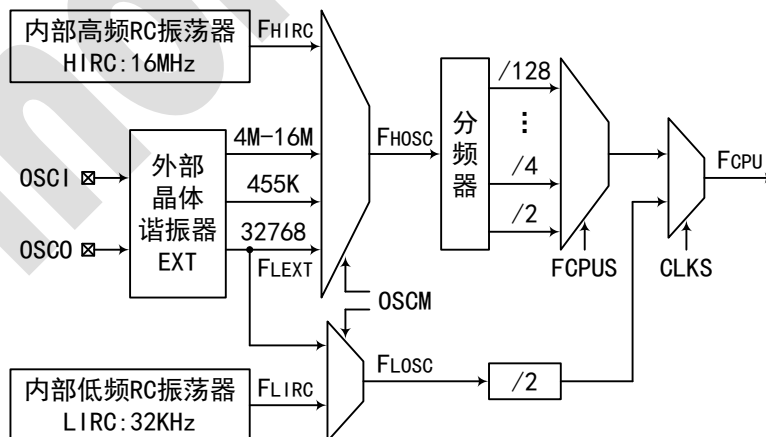 内部高频RC振荡器
HIRC:16MHz
FHIRC
OSCI
OSCO
外部
晶体
谐振器
EXT
4M-16M
455K
32768
FLEXT
FHOSC
分
频
器
/128
⋮
/4
/2
FCPUS
CLKS
FCPU
OSCM
内部低频RC振荡器
LIRC:32KHz
FLIRC
FLOSC
/2